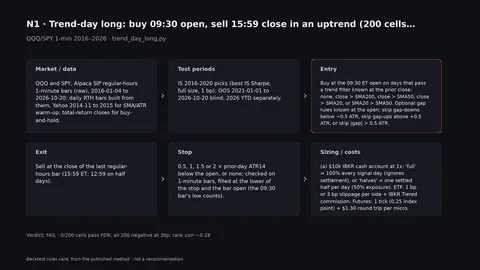 N1 · Trend-day long: buy 09:30 open, sell 15:59 close in an uptrend (200 cells…
QQQ/SPY 1-min 2016–2026 · trend_day_long.py
Market / data
QQQ and SPY, Alpaca SIP regular-hours
1-minute bars (raw), 2016-01-04 to
2026-10-20; daily RTH bars built from
them. Yahoo 2014-11 to 2015 for SMA/ATR
warm-up; total-return closes for buy-
and-hold.
Test periods
IS 2016-2020 picks (best IS Sharpe,
full size, 1 bp); OOS 2021-01-01 to
2026-10-20 blind; 2026 YTD separately.
Entry
Buy at the 09:30 ET open on days that pass
a trend filter known at the prior close:
none, close > SMA200, close > SMA50, close
> SMA20, or SMA20 > SMA50. Optional gap
rules known at the open: skip gap-downs
below −0.5 ATR, skip gap-ups above +0.5
ATR, or skip |gap| > 0.5 ATR.
Exit
Sell at the close of the last regular-
hours bar (15:59 ET; 12:59 on half
days).
Stop
0.5, 1, 1.5 or 2 × prior-day ATR14
below the open, or none; checked on
1-minute bars, filled at the lower of
the stop and the bar open (the 09:30
bar's low counts).
Sizing / costs
(a) $10k IBKR cash account at 1x: 'full'
= 100% every signal day (ignores
settlement), or 'halves' = one settled
half per day (50% exposure). ETF: 1 bp
or 3 bp slippage per side + IBKR Tiered
commission. Futures: 1 tick (0.25 index
point) + $1.30 round trip per micro.
Verdict: FAIL · 0/200 cells pass FDR; all 200 negative at 3bp; rank corr −0.28
Backtest rules card, from the published method · not a recommendation.